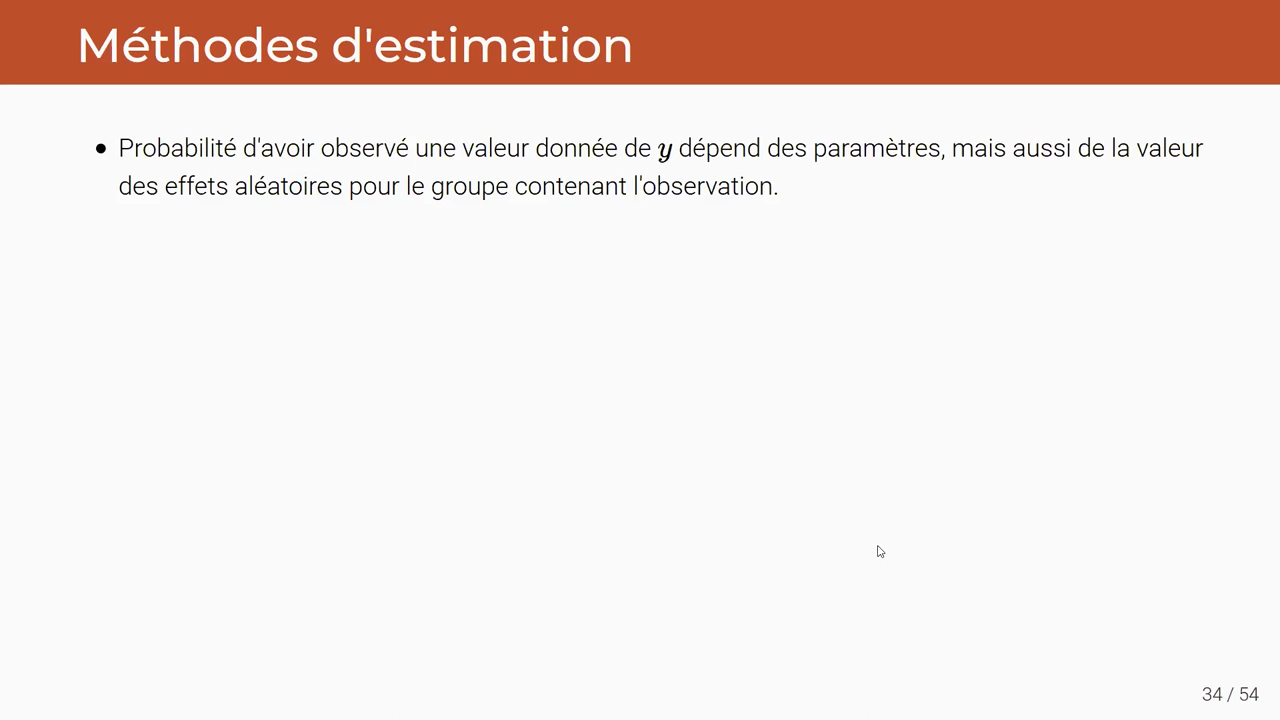 Méthodes d'estimation
• Probabilité d'avoir observé une valeur donnée de y dépend des paramètres, mais aussi de la valeur
des effets aléatoires pour le groupe contenant l'observation.
34 / 54